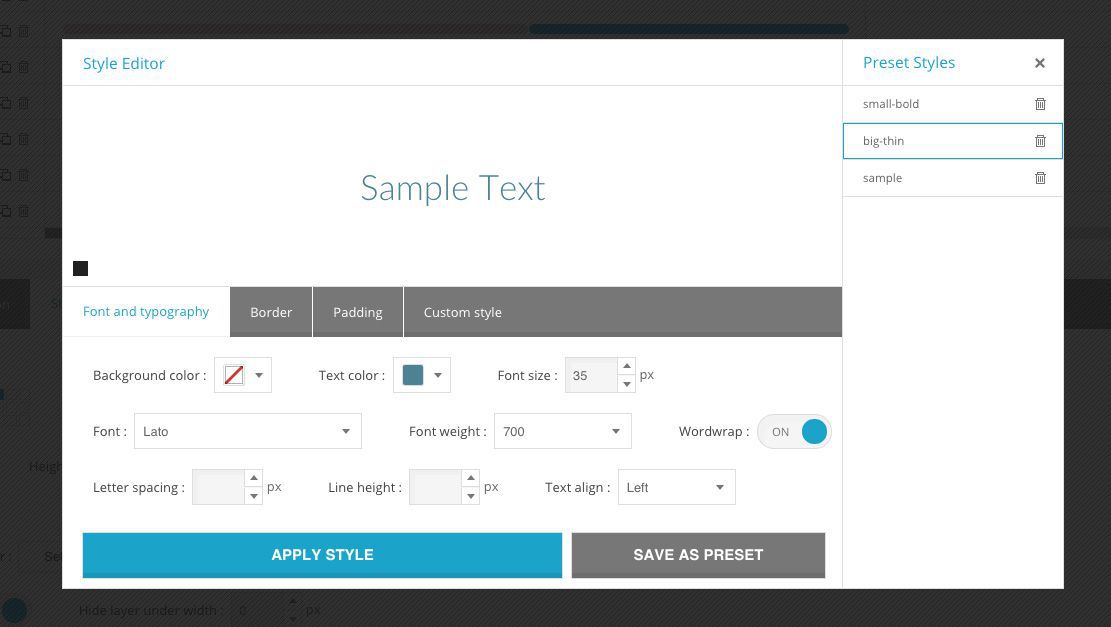 Style Editor
Preset Styles
small-bold
big-thin
sample
Sample Text
Font and typography
Border
Padding
Custom style
Background color :
Text color :
Font size : 35 px
Font : Lato
Font weight : 700
Wordwrap : ON
Letter spacing : px
Line height : px
Text align : Left
APPLY STYLE
SAVE AS PRESET
Hide layer under width : 0 px